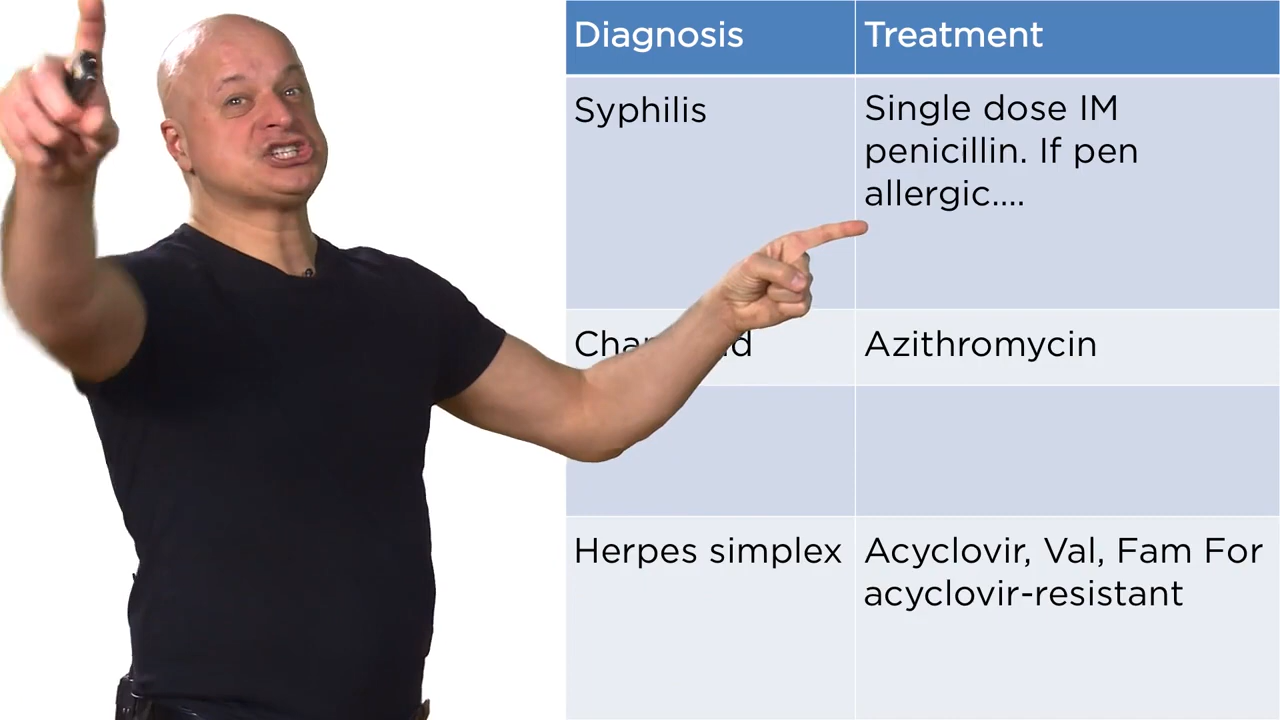 Diagnosis Treatment
Syphilis Single dose IM
penicillin. If pen
allergic....
Azithromycin
Herpes simplex Acyclovir, Val, Fam For
acyclovir-resistant